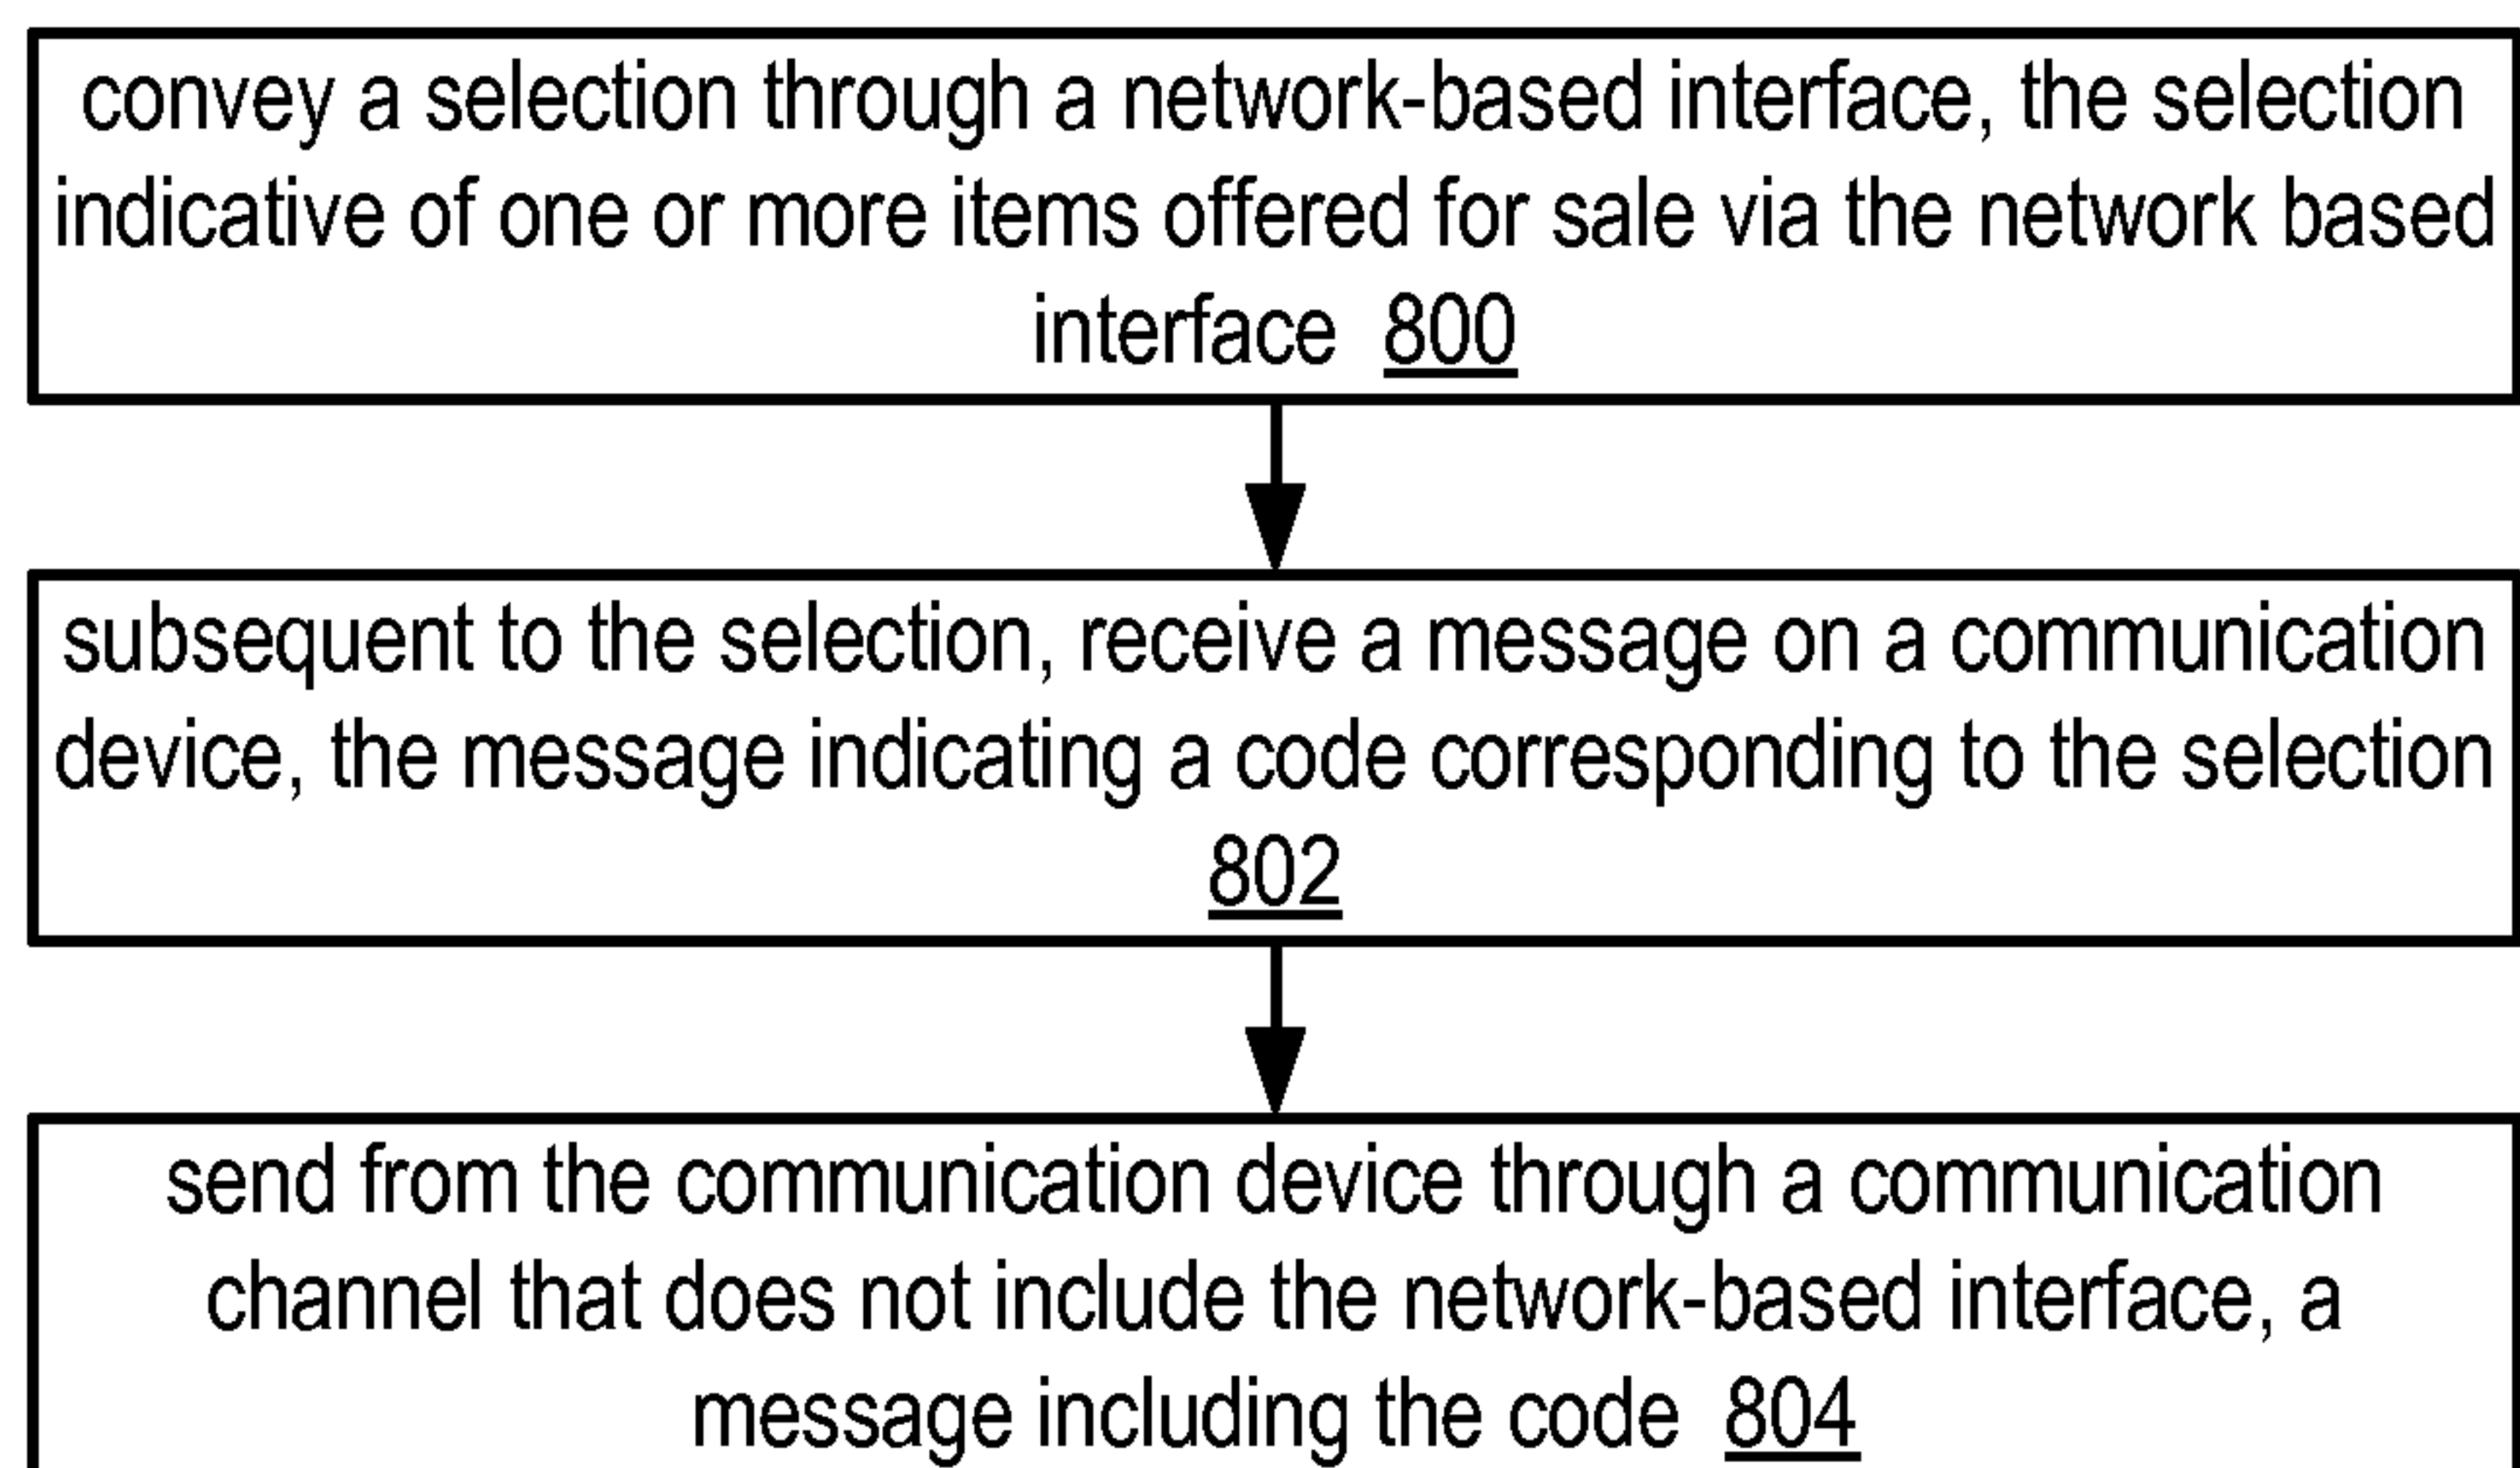 convey a selection through a network-based interface, the selection
indicative of one or more items offered for sale via the network based
interface 800
subsequent to the selection, receive a message on a communication
device, the message indicating a code corresponding to the selection
802
send from the communication device through a communication
channel that does not include the network-based interface, a
message including the code 804